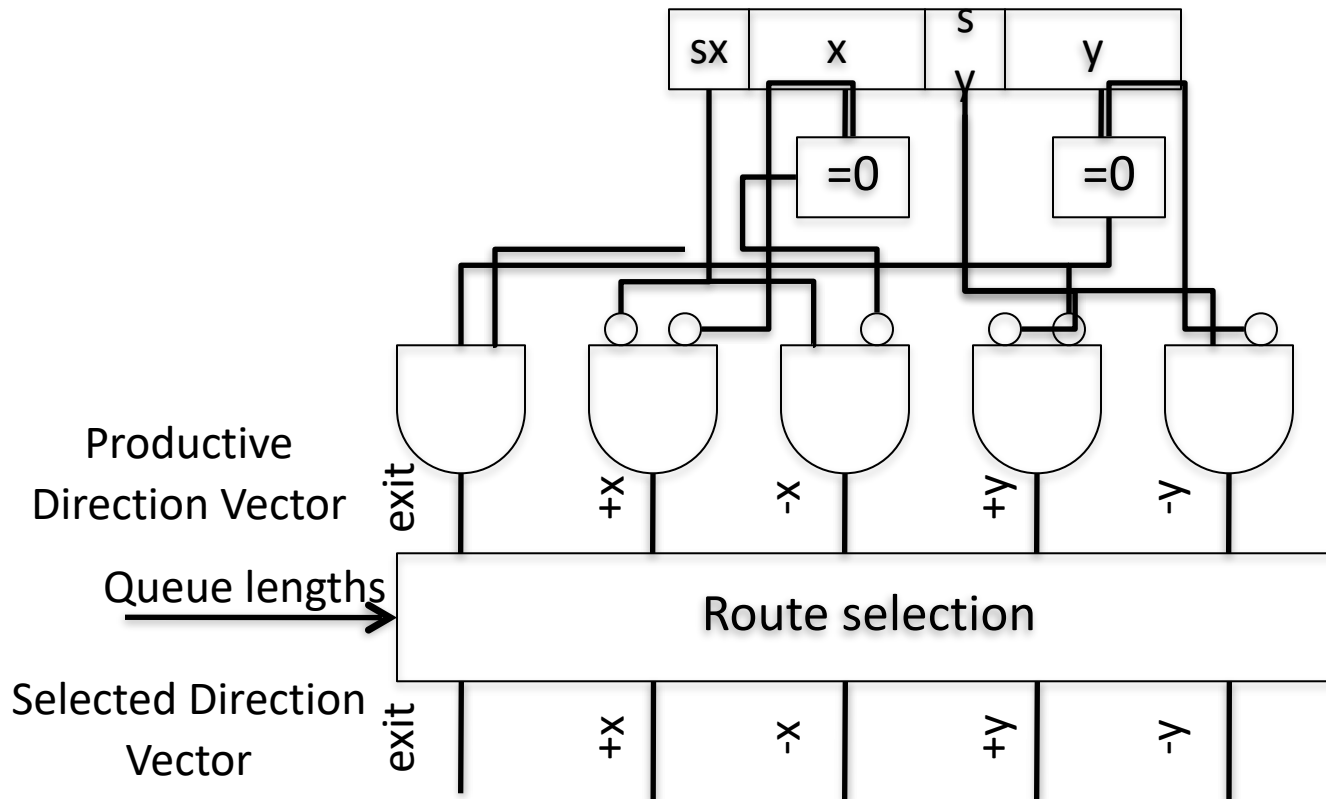 sx
x
s
y
y
=0
=0
Productive
Direction Vector
exit
+x
-x
+y
-y
Queue lengths
Route selection
Selected Direction
Vector
exit
+x
-x
+y
-y